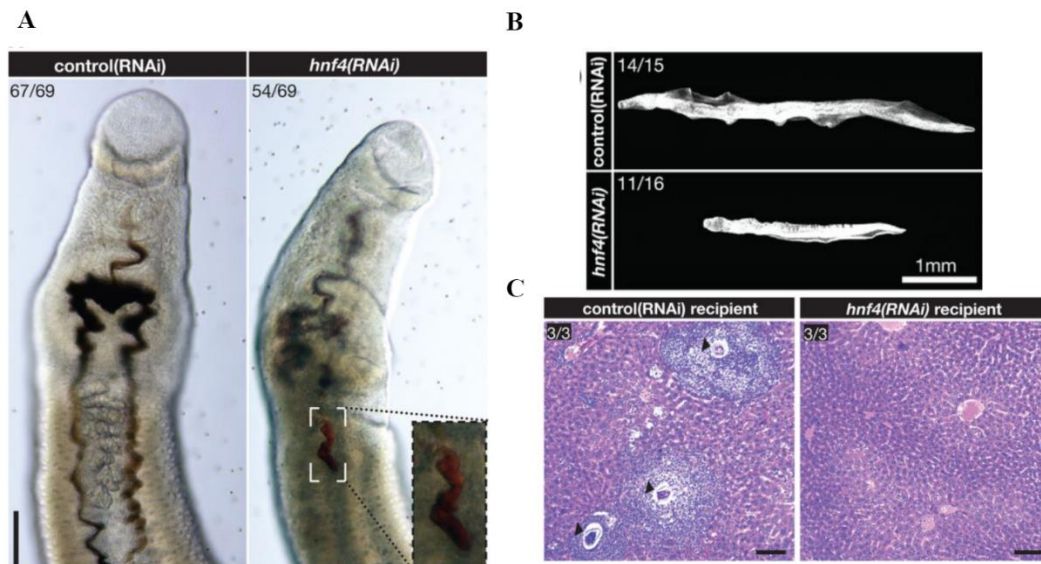 A
control(RNAi)
hnf4(RNAi)
67/69
54/69
B
control(RNAi)
14/15
hnf4(RNAi)
11/16
1mm
C
control(RNAi) recipient
hnf4(RNAi) recipient
3/3
3/3